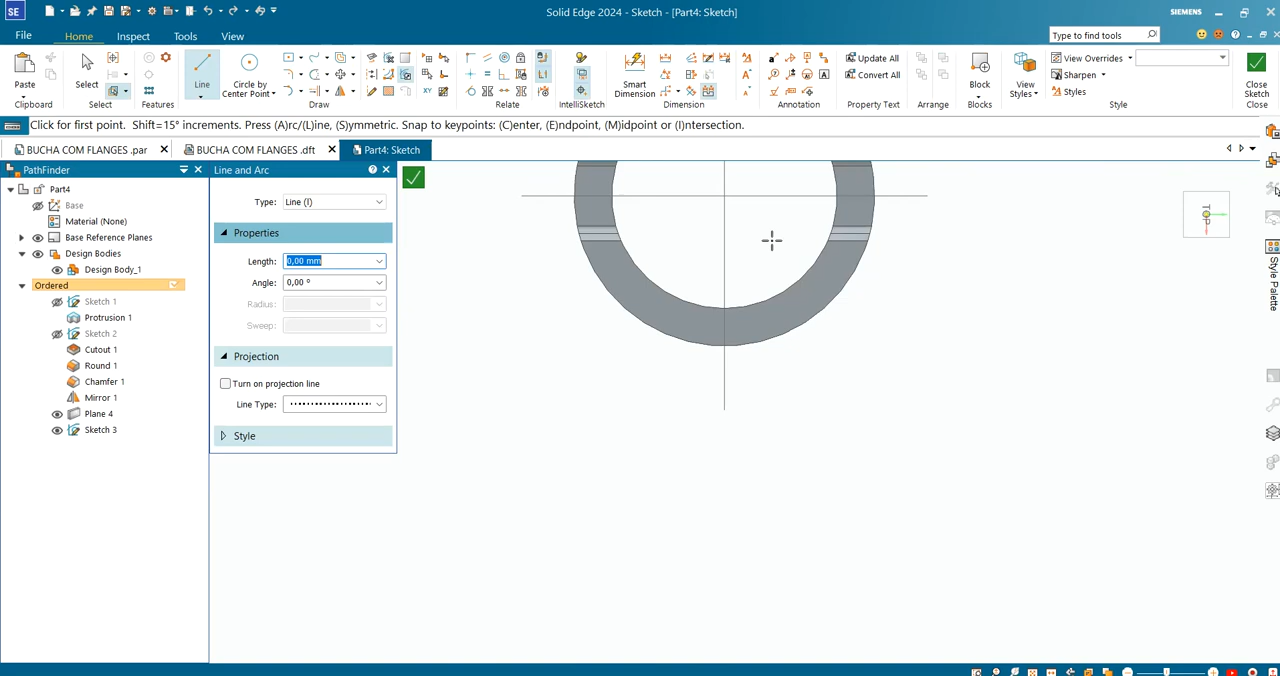 SE
Solid Edge 2024 - Sketch - [Part4: Sketch]
SIEMENS
File
Home
Inspect
Tools
View
Type to find tools
Paste
Select
Line
Circle by
Center Point
Smart
Dimension
Update All
Convert All
Block
View
Styles
View Overrides
Sharpen
Styles
Close
Sketch
Clipboard
Select
Features
Draw
Relate
IntelliSketch
Dimension
Annotation
Property Text
Arrange
Blocks
Style
Close
Click for first point. Shift=15° increments. Press (A)rc/(L)ine, (S)ymmetric. Snap to keypoints: (C)enter, (E)ndpoint, (M)idpoint or (I)ntersection.
BUCHA COM FLANGES .par
BUCHA COM FLANGES .dft
Part4: Sketch
PathFinder
Part4
Base
Material (None)
Base Reference Planes
Design Bodies
Design Body_1
Ordered
Sketch 1
Protrusion 1
Sketch 2
Cutout 1
Round 1
Chamfer 1
Mirror 1
Plane 4
Sketch 3
Line and Arc
Type: Line (l)
Properties
Length: 0,00 mm
Angle: 0,00 °
Radius:
Sweep:
Projection
Turn on projection line
Line Type:
Style
TOP
Style Palette